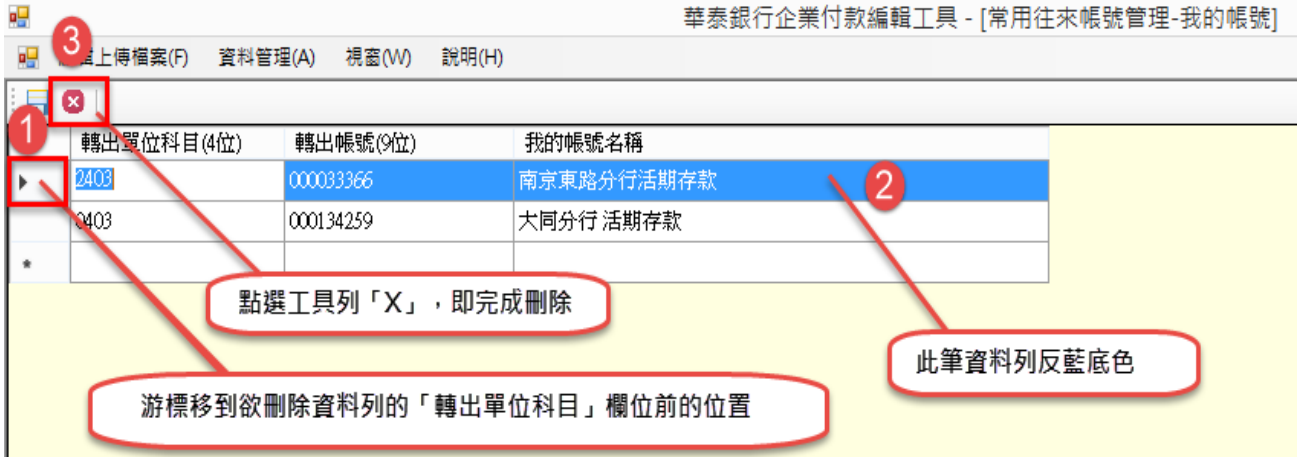 華泰銀行企業付款編輯工具 - [常用往來帳號管理-我的帳號]
3
上傳檔案(F) 資料管理(A) 視窗(W) 說明(H)
1
轉出單位科目(4位) 轉出帳號(9位) 我的帳號名稱
2403 000033366 南京東路分行活期存款
2
0403 000134259 大同分行 活期存款
*
點選工具列「X」，即完成刪除
此筆資料列反藍底色
游標移到欲刪除資料列的「轉出單位科目」欄位前的位置